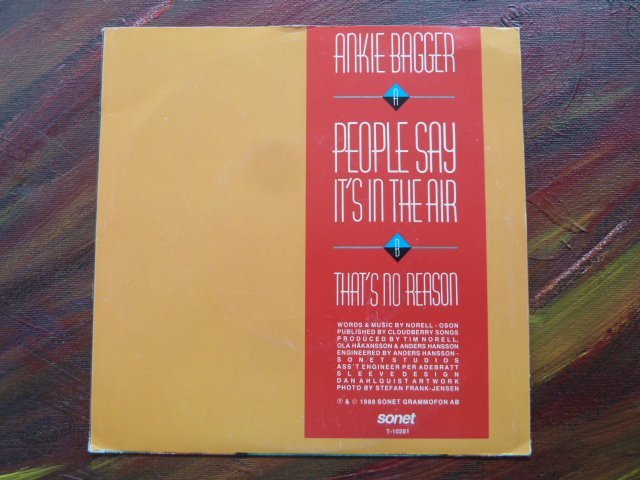 ANKIE BAGGER
A
PEOPLE SAY
IT'S IN THE AIR
B
THAT'S NO REASON
WORDS & MUSIC BY NORELL - OSON
PUBLISHED BY CLOUDBERRY SONGS
PRODUCED BY TIM NORELL,
OLA HÅKANSSON & ANDERS HANSSON
ENGINEERED BY ANDERS HANSSON -
SONET STUDIOS
ASS'T ENGINEER PER ADEBRATT
SLEEVE DESIGN
DAN AHLQUIST ARTWORK
PHOTO BY STEFAN FRANK-JENSEN
℗ & © 1988 SONET GRAMMOFON AB
sonet
T-10281